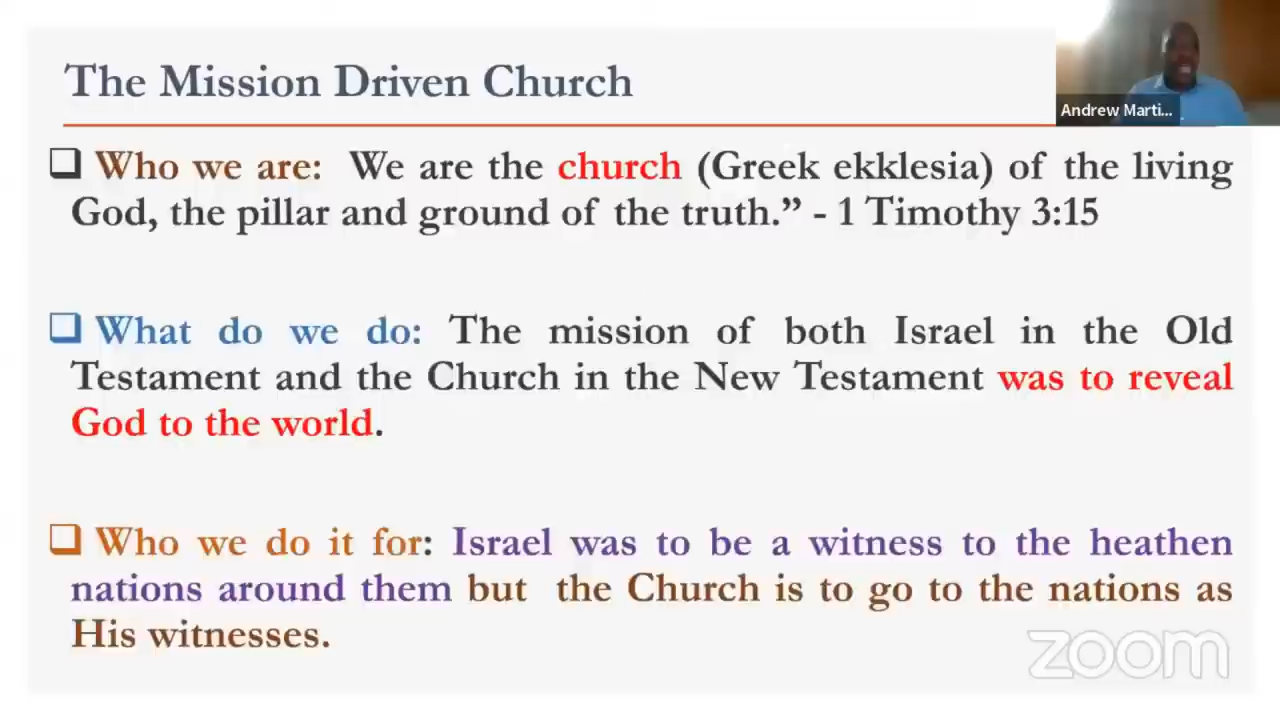 The Mission Driven Church
Andrew Marti...
Who we are: We are the church (Greek ekklesia) of the living
God, the pillar and ground of the truth.” - 1 Timothy 3:15
What do we do: The mission of both Israel in the Old
Testament and the Church in the New Testament was to reveal
God to the world.
Who we do it for: Israel was to be a witness to the heathen
nations around them but the Church is to go to the nations as
His witnesses.
zoom